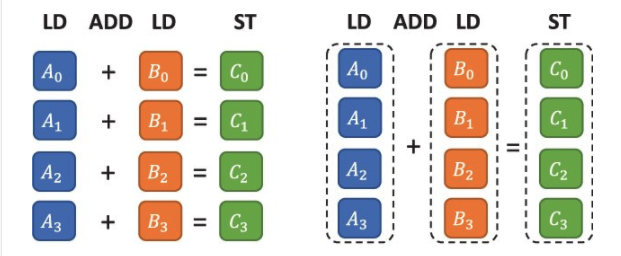 LD ADD LD ST LD ADD LD ST
A₀ + B₀ = C₀ A₀ B₀ C₀
A₁ + B₁ = C₁ A₁ B₁ C₁
+ =
A₂ + B₂ = C₂ A₂ B₂ C₂
A₃ + B₃ = C₃ A₃ B₃ C₃